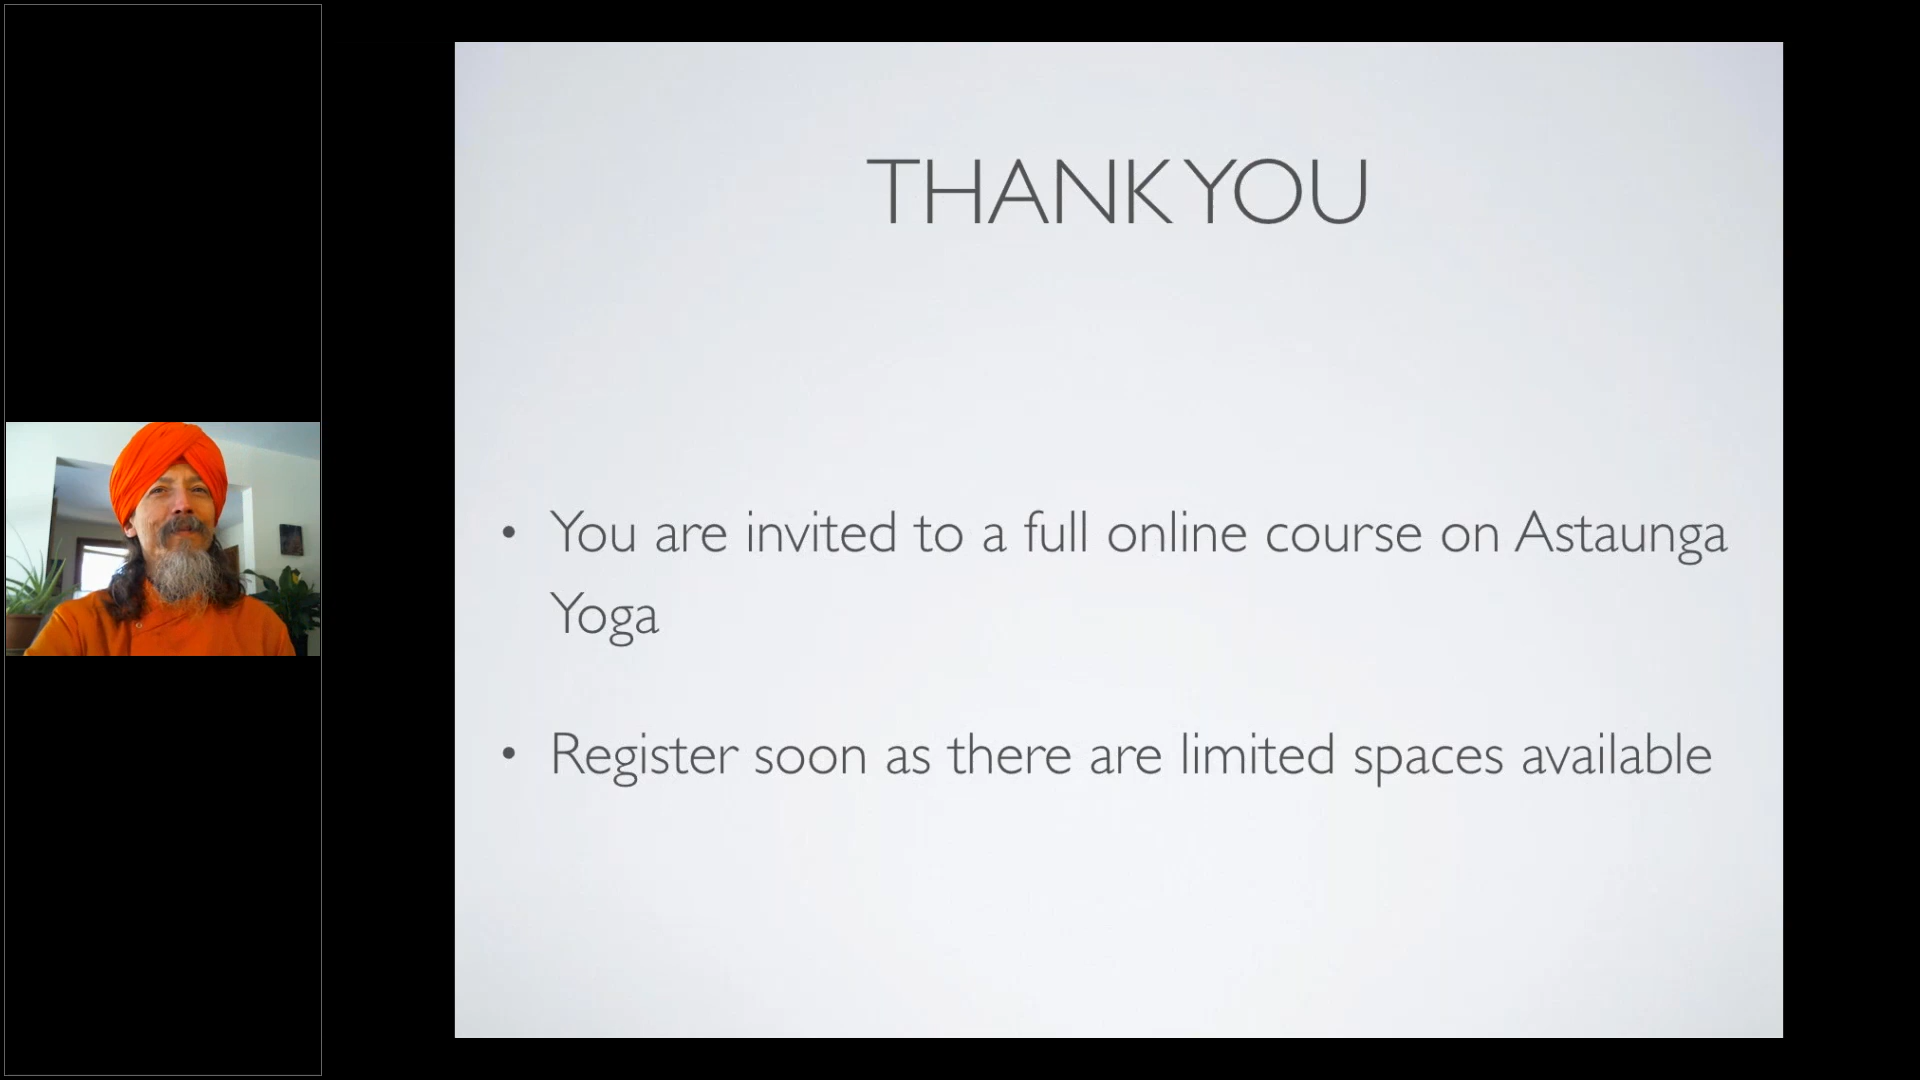 THANK YOU
• You are invited to a full online course on Astaunga
Yoga
• Register soon as there are limited spaces available